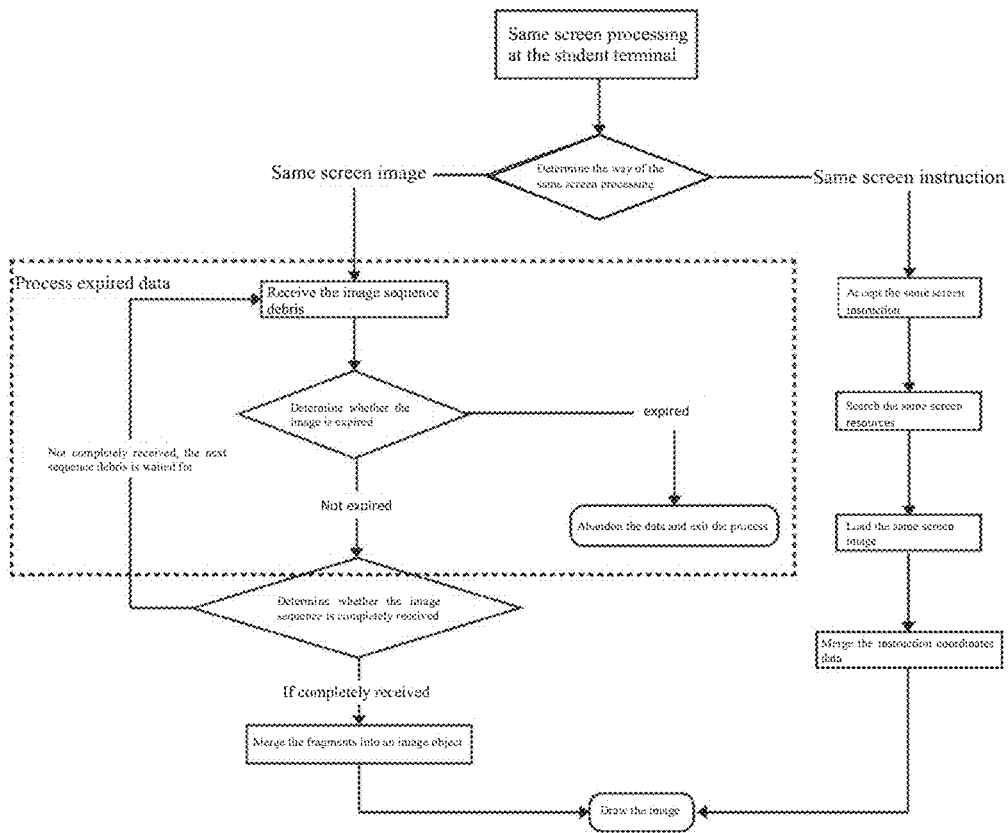 Same screen processing
at the student terminal
Determine the way of the
same screen processing
Same screen image
Same screen instruction
Process expired data
Receive the image sequence
debris
Accept the same screen
instruction
Determine whether the
image is expired
expired
Search the same screen
resources
Not completely received, the next
sequence debris is waited for
Not expired
Abandon the data and exit the process
Load the same screen
image
Determine whether the image
sequence is completely received
Merge the instruction coordinates
data
If completely received
Merge the fragments into an image object
Draw the image